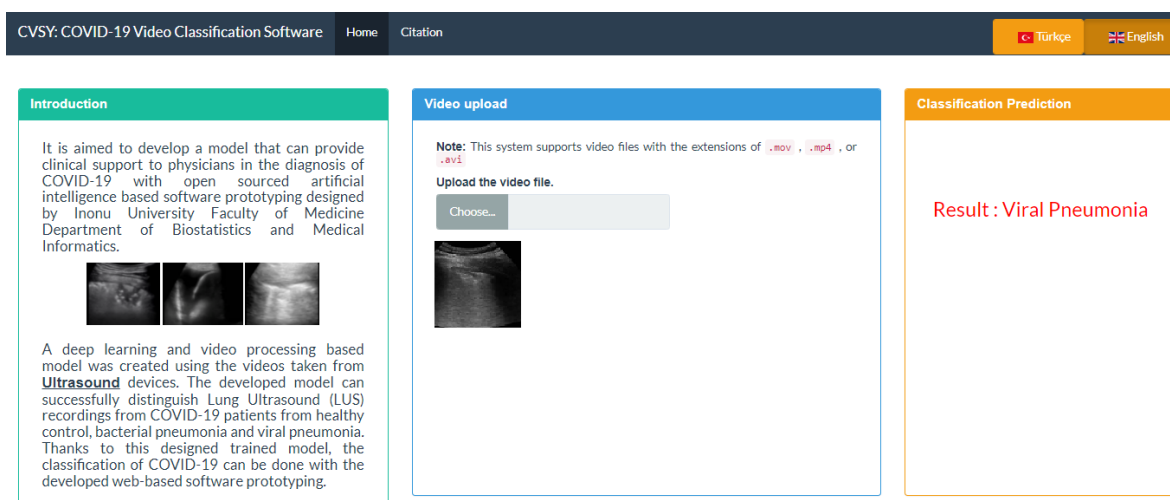 CVSY: COVID-19 Video Classification Software Home Citation Türkçe English
Introduction
It is aimed to develop a model that can provide
clinical support to physicians in the diagnosis of
COVID-19 with open sourced artificial
intelligence based software prototyping designed
by Inonu University Faculty of Medicine
Department of Biostatistics and Medical
Informatics.
A deep learning and video processing based
model was created using the videos taken from
Ultrasound devices. The developed model can
successfully distinguish Lung Ultrasound (LUS)
recordings from COVID-19 patients from healthy
control, bacterial pneumonia and viral pneumonia.
Thanks to this designed trained model, the
classification of COVID-19 can be done with the
developed web-based software prototyping.
Video upload
Note: This system supports video files with the extensions of .mov , .mp4 , or
.avi
Upload the video file.
Choose...
Classification Prediction
Result : Viral Pneumonia